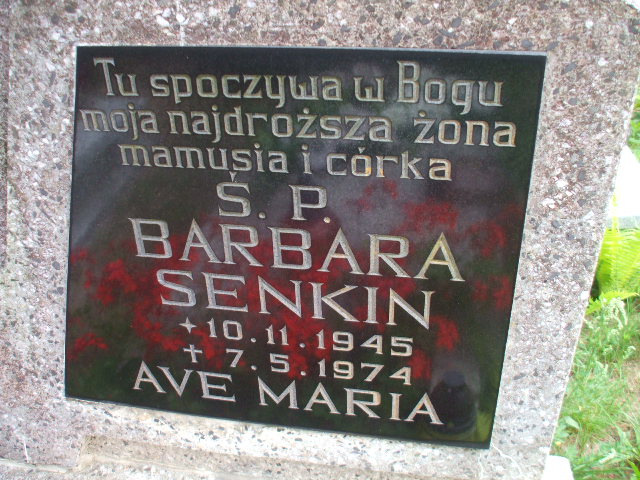 Tu spoczywa w Bogu
moja najdroższa żona
mamusia i córka
Ś. P.
BARBARA
SENKIN
✶ 10.11.1945
✝ 7.5.1974
AVE MARIA